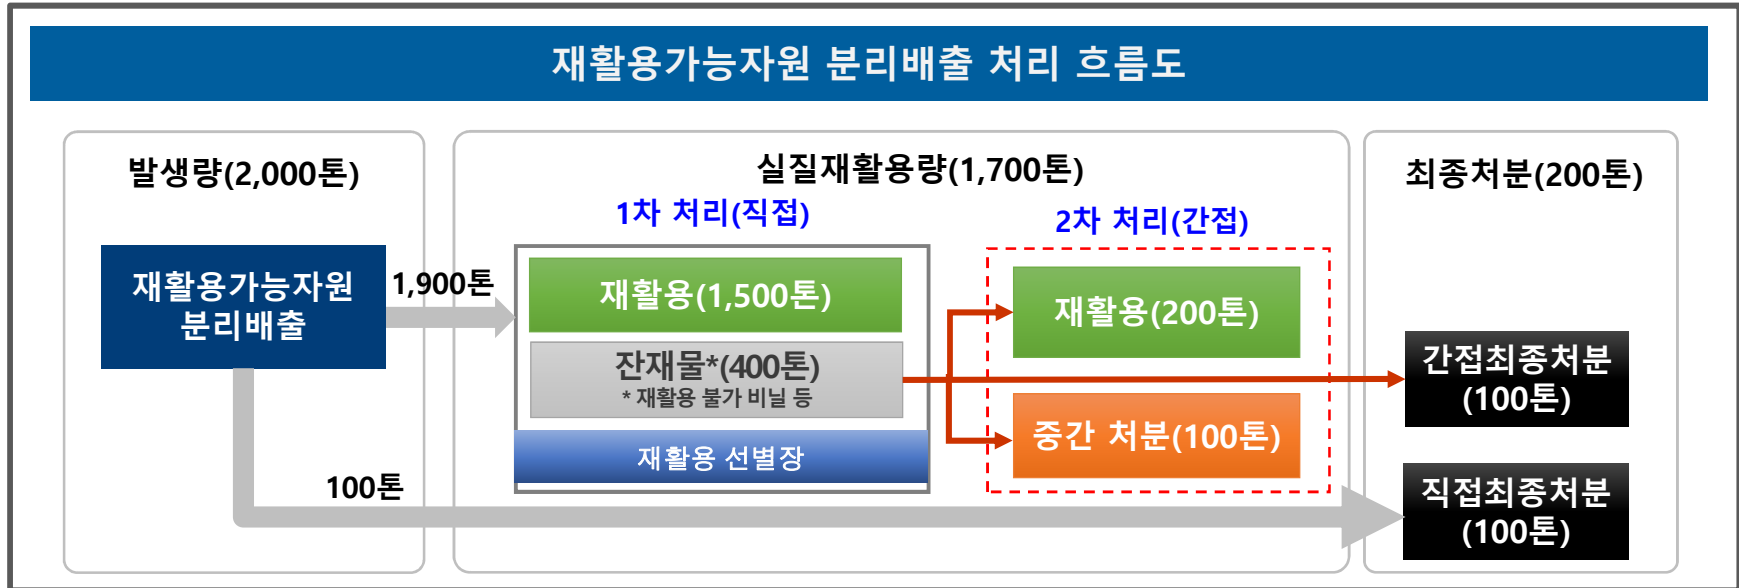 재활용가능자원 분리배출 처리 흐름도
발생량(2,000톤)
재활용가능자원
분리배출
1,900톤
100톤
실질재활용량(1,700톤)
1차 처리(직접)
재활용(1,500톤)
잔재물*(400톤)
* 재활용 불가 비닐 등
재활용 선별장
2차 처리(간접)
재활용(200톤)
중간 처분(100톤)
최종처분(200톤)
간접최종처분
(100톤)
직접최종처분
(100톤)